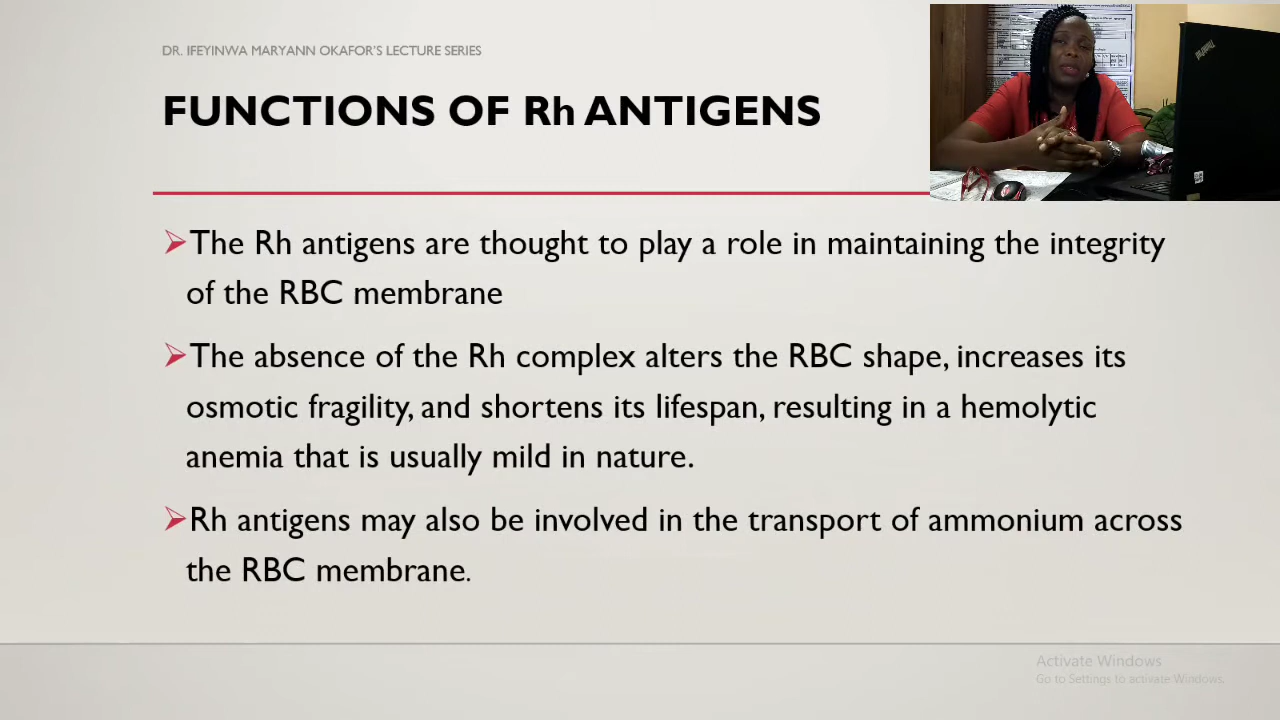 DR. IFEYINWA MARYANN OKAFOR'S LECTURE SERIES
FUNCTIONS OF Rh ANTIGENS
➢The Rh antigens are thought to play a role in maintaining the integrity
of the RBC membrane
➢The absence of the Rh complex alters the RBC shape, increases its
osmotic fragility, and shortens its lifespan, resulting in a hemolytic
anemia that is usually mild in nature.
➢Rh antigens may also be involved in the transport of ammonium across
the RBC membrane.
Activate Windows
Go to Settings to activate Windows.